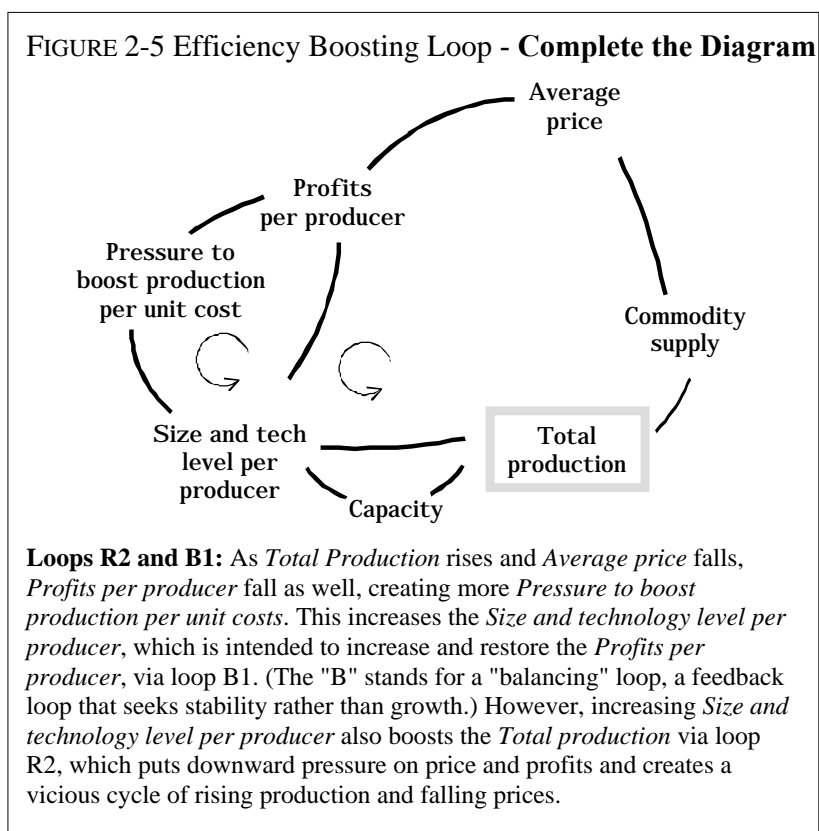 FIGURE 2-5 Efficiency Boosting Loop - Complete the Diagram
Average
price
Profits
per producer
Pressure to
boost production
per unit cost
Commodity
supply
Size and tech
level per
producer
Total
production
Capacity
Loops R2 and B1: As Total Production rises and Average price falls,
Profits per producer fall as well, creating more Pressure to boost
production per unit costs. This increases the Size and technology level per
producer, which is intended to increase and restore the Profits per
producer, via loop B1. (The "B" stands for a "balancing" loop, a feedback
loop that seeks stability rather than growth.) However, increasing Size and
technology level per producer also boosts the Total production via loop
R2, which puts downward pressure on price and profits and creates a
vicious cycle of rising production and falling prices.